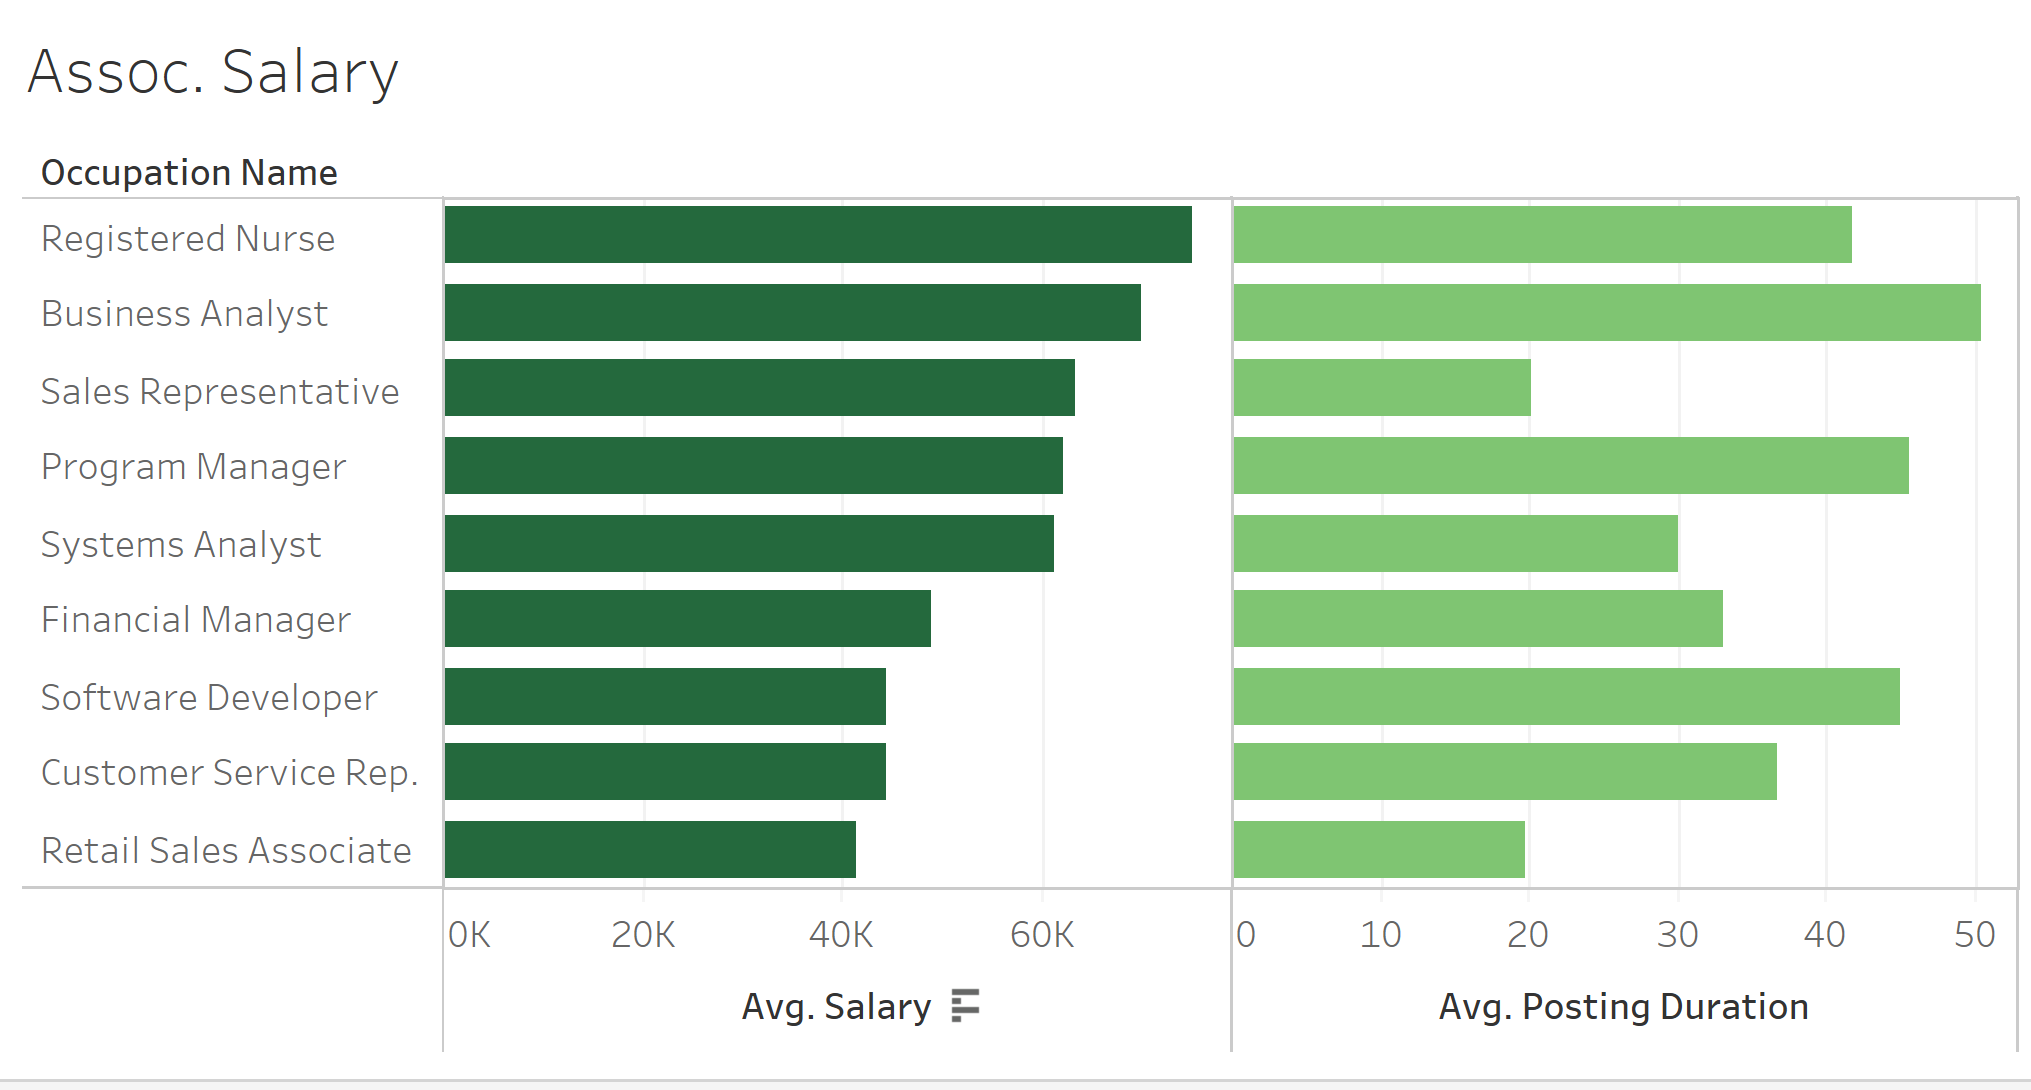 Assoc. Salary
Occupation Name
Registered Nurse
Business Analyst
Sales Representative
Program Manager
Systems Analyst
Financial Manager
Software Developer
Customer Service Rep.
Retail Sales Associate
0K 20K 40K 60K 0 10 20 30 40 50
Avg. Salary Avg. Posting Duration